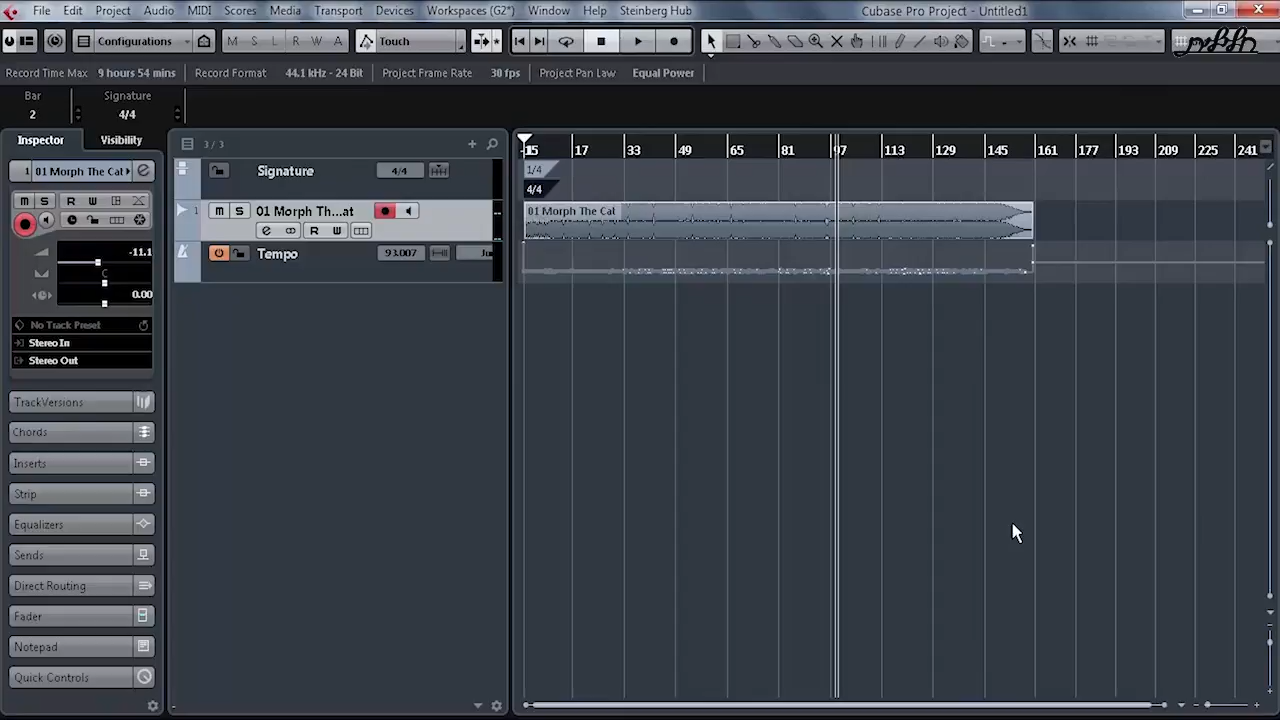 File Edit Project Audio MIDI Scores Media Transport Devices Workspaces (G2*) Window Help Steinberg Hub Cubase Pro Project - Untitled1
Configurations M S L R W A Touch
Record Time Max 9 hours 54 mins Record Format 44.1 kHz - 24 Bit Project Frame Rate 30 fps Project Pan Law Equal Power
Bar Signature
2 4/4
Inspector Visibility 3 / 3
17 33 49 65 81 97 113 129 145 161 177 193 209 225 241
1 01 Morph The Cat
Signature 4/4 1/4
4/4
M S R W
1 M S 01 Morph Th...at 01 Morph The Cat
R W
Tempo 93.007 Ju
-11.1
C
0.00
No Track Preset
Stereo In
Stereo Out
TrackVersions
Chords
Inserts
Strip
Equalizers
Sends
Direct Routing
Fader
Notepad
Quick Controls